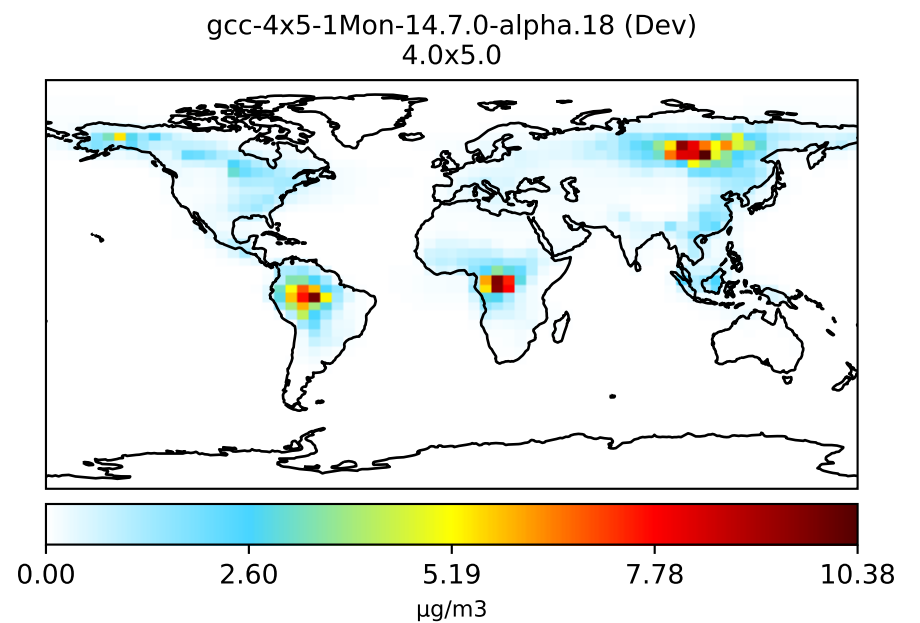 gcc-4x5-1Mon-14.7.0-alpha.18 (Dev)
4.0x5.0
0.00 2.60 5.19 7.78 10.38
μg/m3